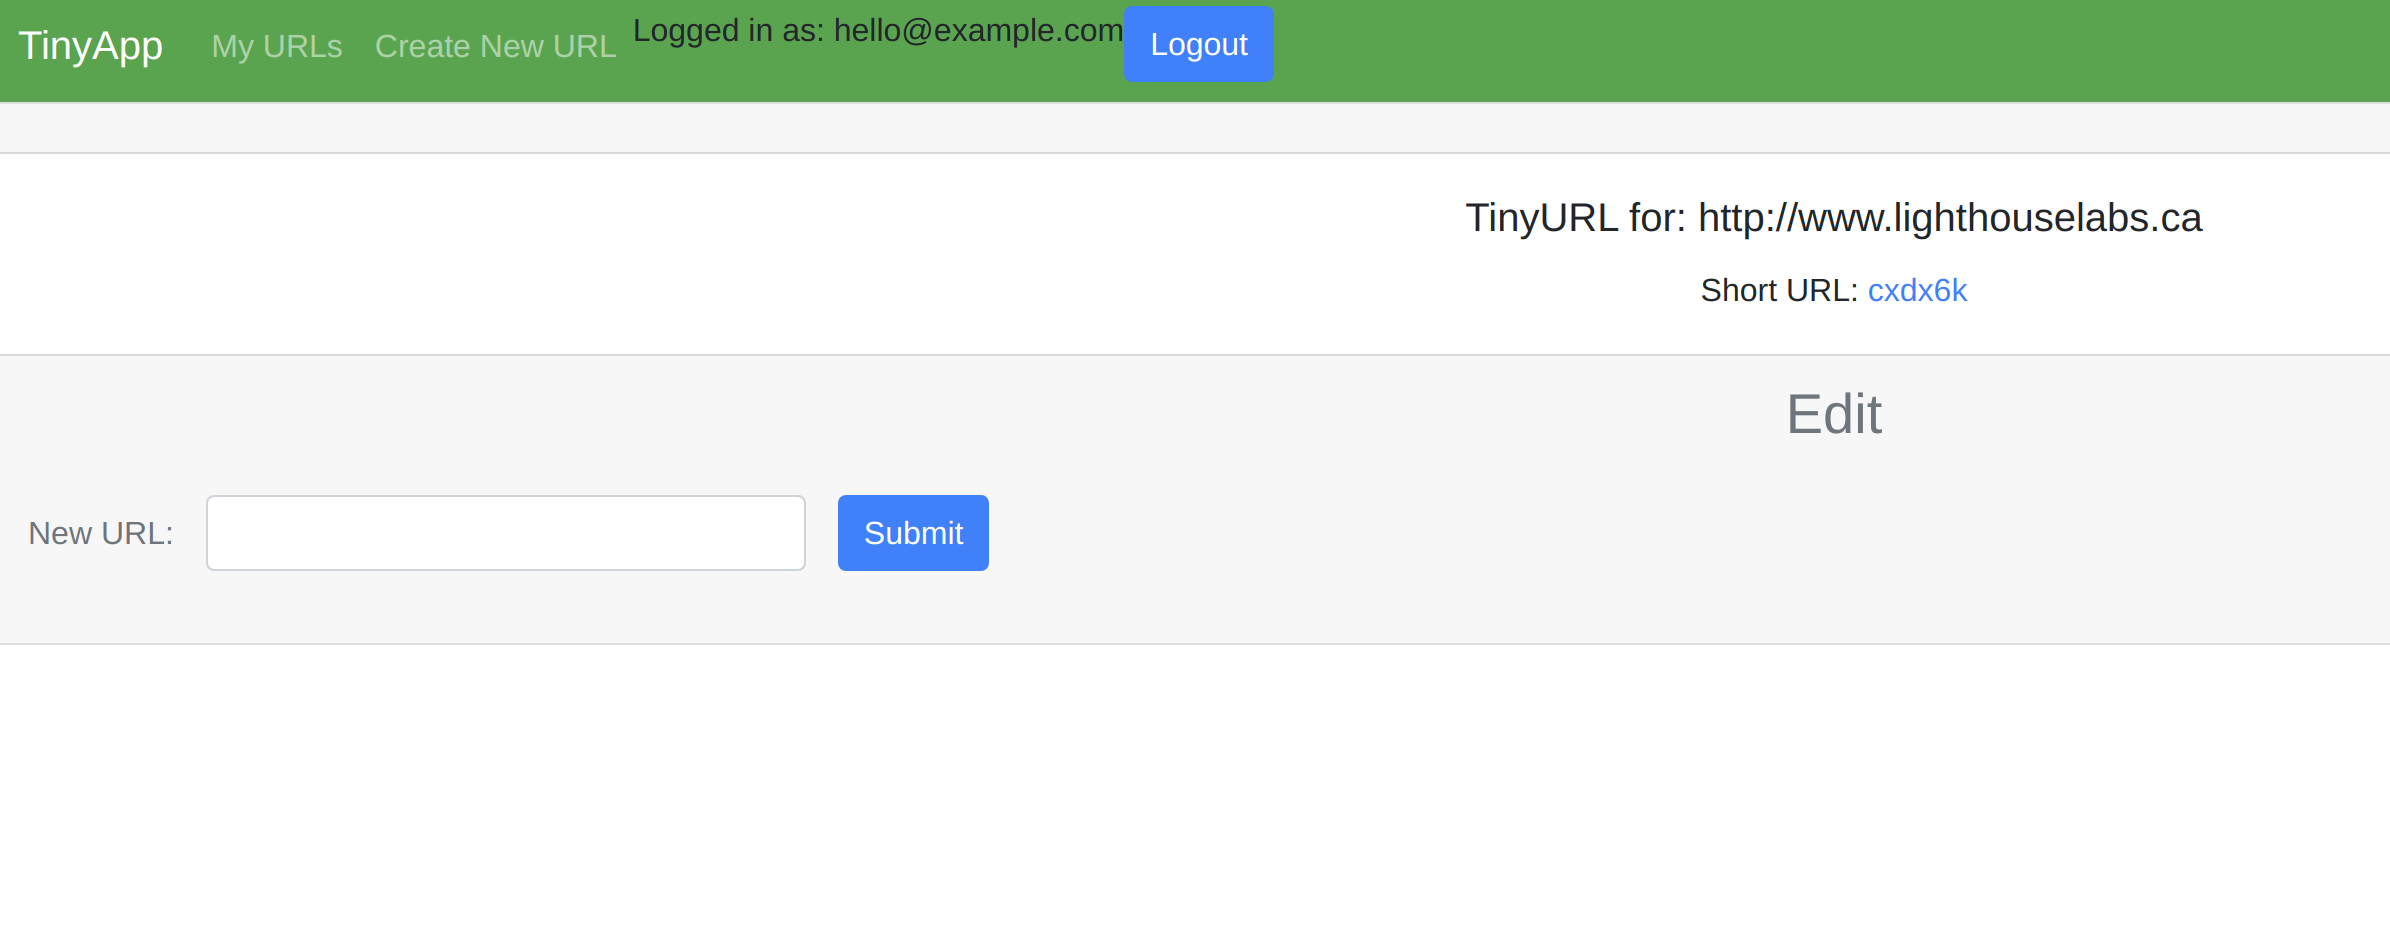 TinyApp My URLs Create New URL Logged in as: hello@example.com Logout
TinyURL for: http://www.lighthouselabs.ca
Short URL: cxdx6k
Edit
New URL: Submit